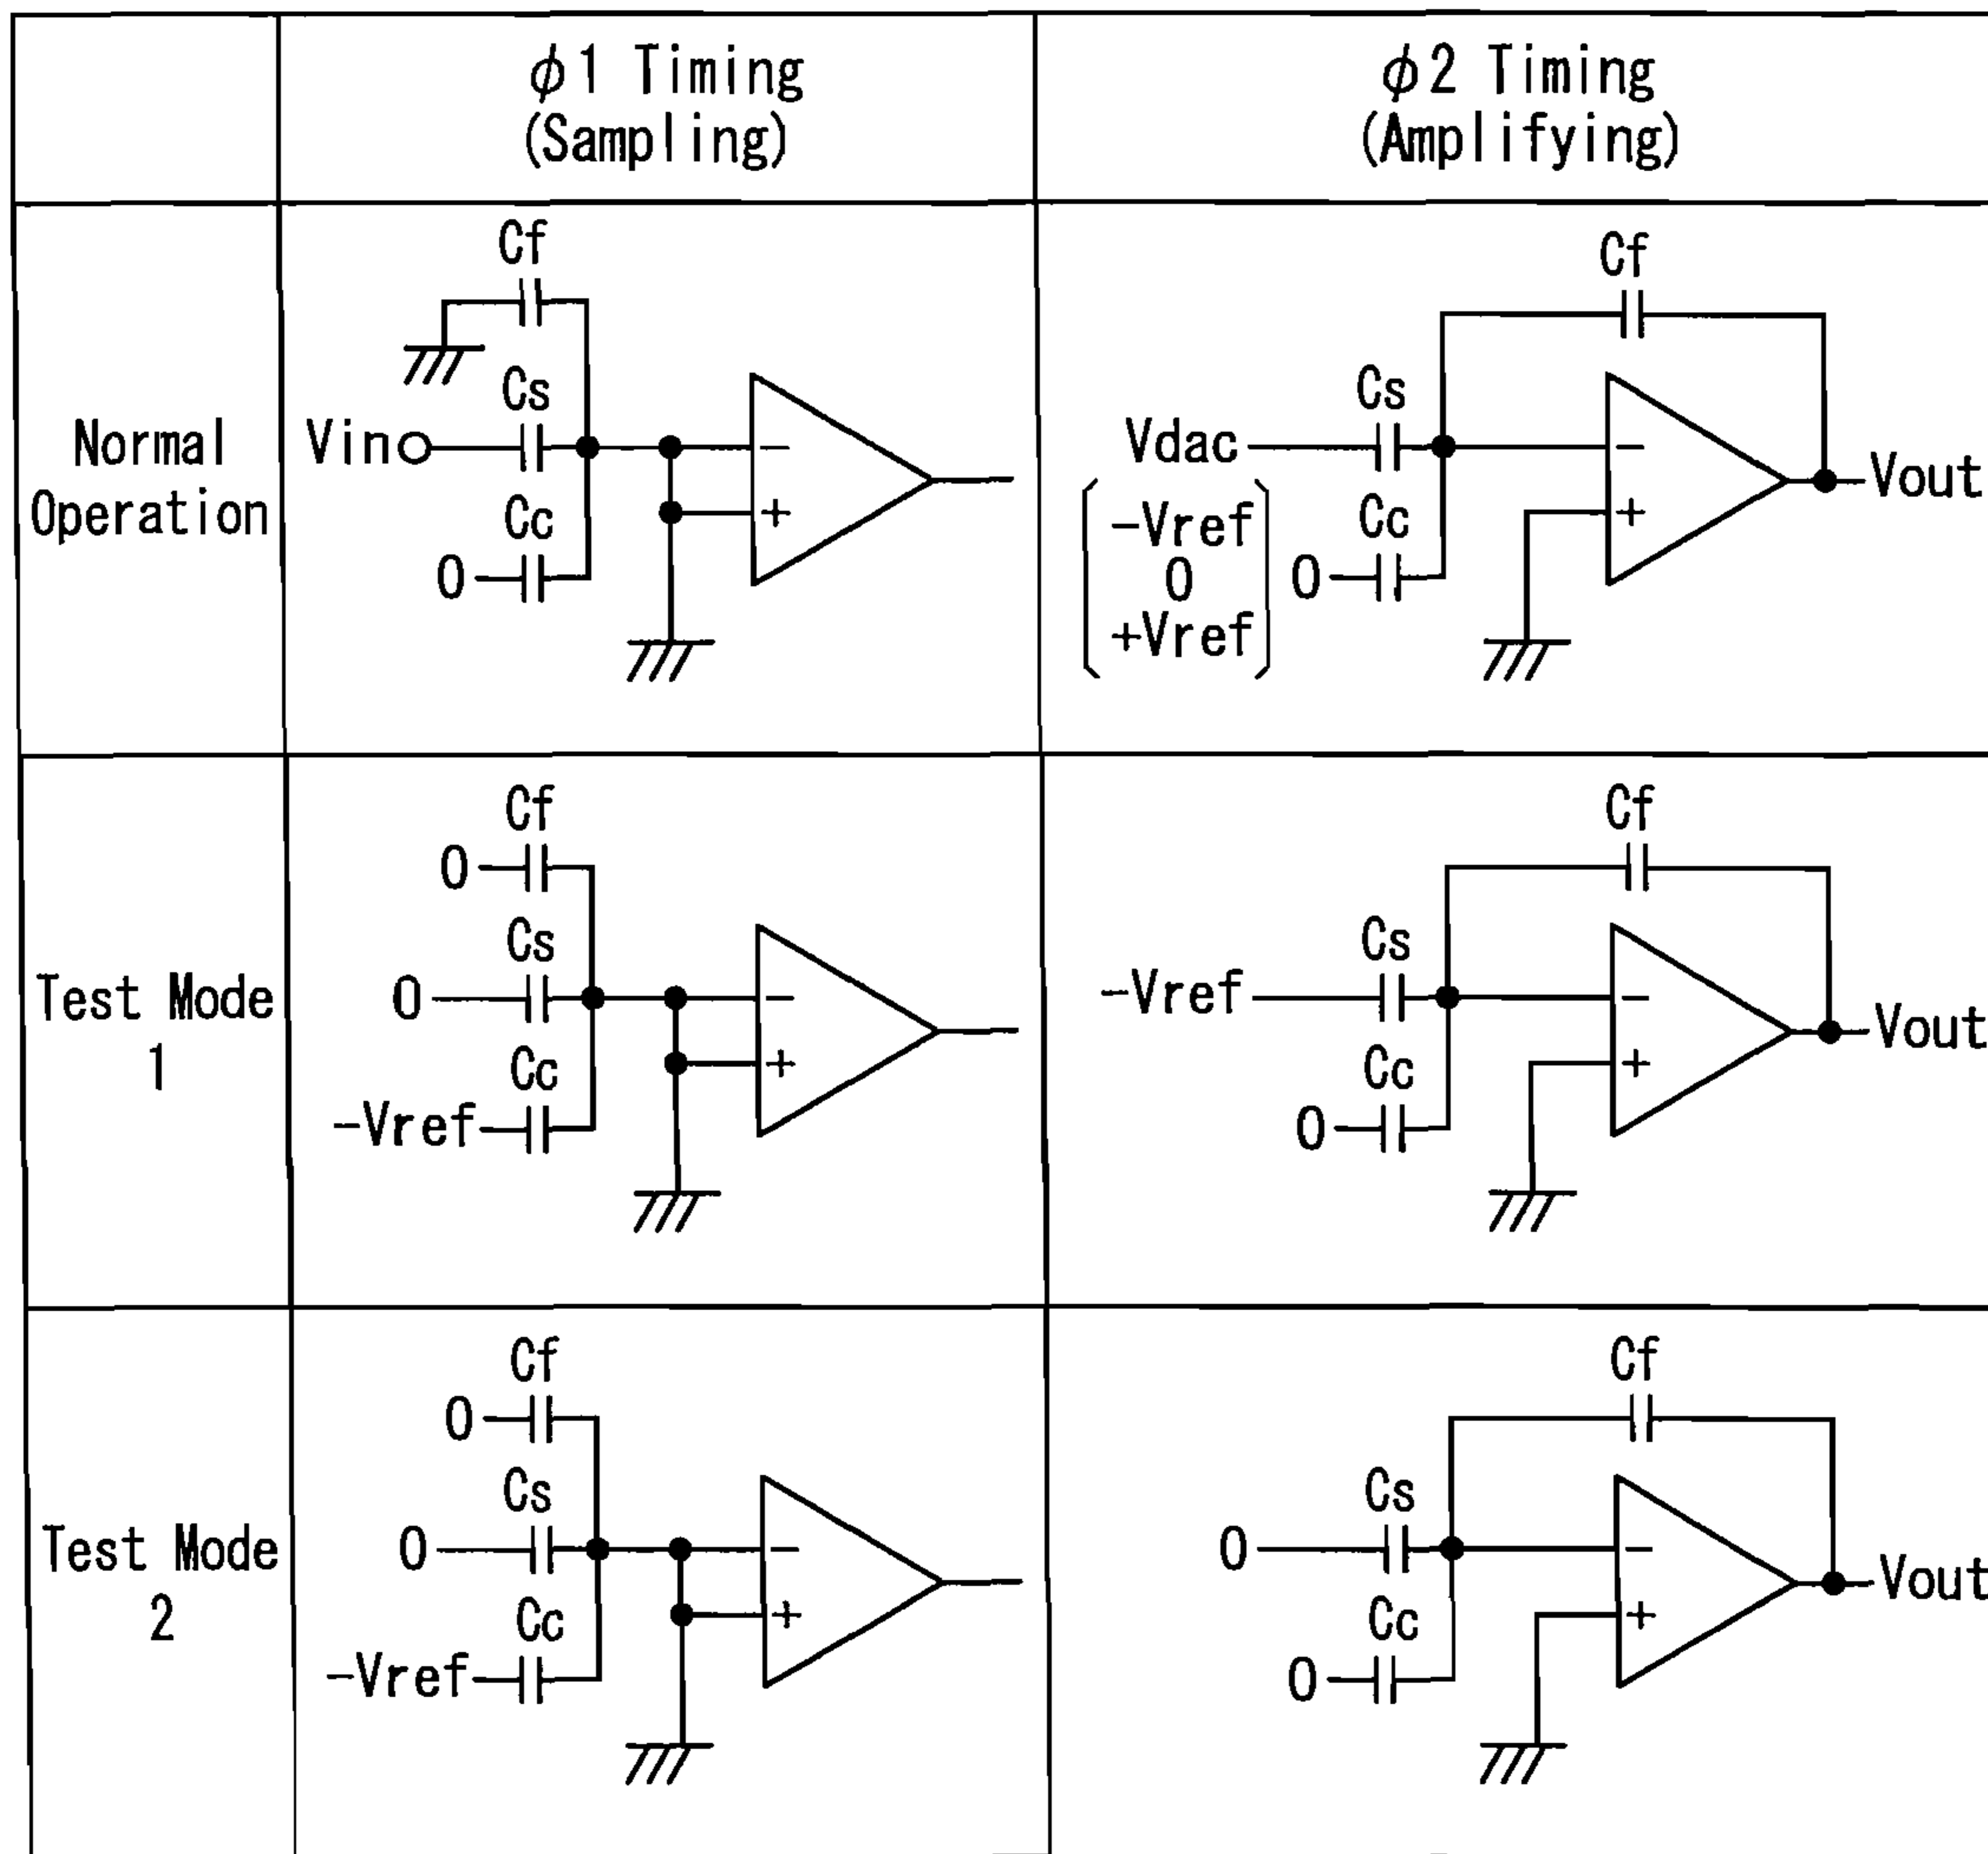 ϕ1 Timing
(Sampling)
ϕ2 Timing
(Amplifying)
Normal
Operation
Cf
Cs
Vin
−
+
Cc
0
Cf
Cs
Vdac
−Vref
0
+Vref
Cc
0
−
+
Vout
Test Mode
1
Cf
0
Cs
0
Cc
−Vref
−
+
Cf
Cs
−Vref
Cc
0
−
+
Vout
Test Mode
2
Cf
0
Cs
0
Cc
−Vref
−
+
Cf
Cs
0
Cc
0
−
+
Vout